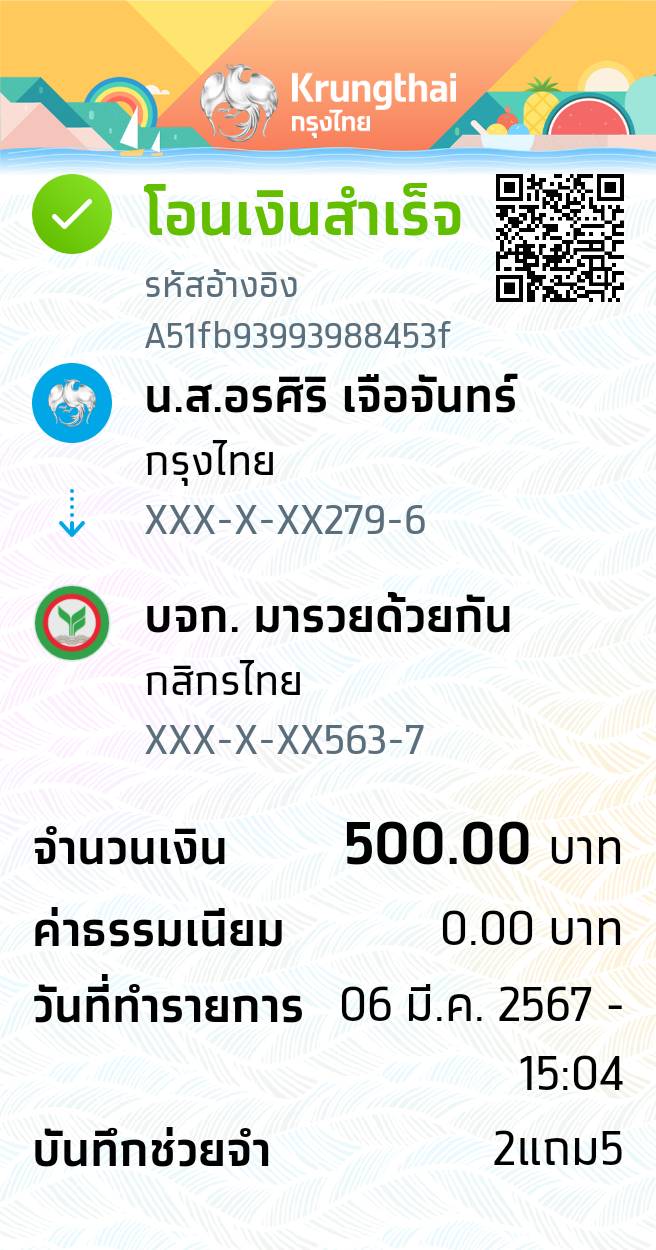 Krungthai
กรุงไทย
โอนเงินสำเร็จ
รหัสอ้างอิง
A51fb93993988453f
น.ส.อรศิริ เจือจันทร์
กรุงไทย
XXX-X-XX279-6
บจก. มารวยด้วยกัน
กสิกรไทย
XXX-X-XX563-7
จำนวนเงิน 500.00 บาท
ค่าธรรมเนียม 0.00 บาท
วันที่ทำรายการ 06 มี.ค. 2567 -
15:04
บันทึกช่วยจำ 2แถม5